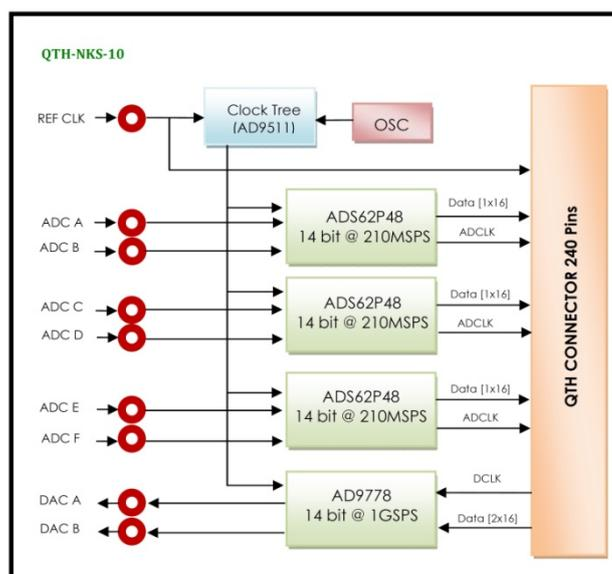 QTH-NKS-10
REF CLK
Clock Tree
(AD9511)
OSC
ADC A
ADC B
ADS62P48
14 bit @ 210MSPS
Data [1x16]
ADCLK
ADC C
ADC D
ADS62P48
14 bit @ 210MSPS
Data [1x16]
ADCLK
ADC E
ADC F
ADS62P48
14 bit @ 210MSPS
Data [1x16]
ADCLK
DAC A
DAC B
AD9778
14 bit @ 1GSPS
DCLK
Data [2x16]
QTH CONNECTOR 240 Pins